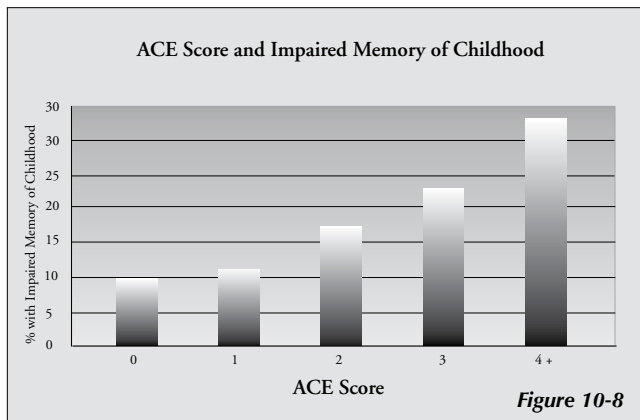 ACE Score and Impaired Memory of Childhood
% with Impaired Memory of Childhood
30
30
25
20
15
10
5
0
0 1 2 3 4 +
ACE Score
Figure 10-8